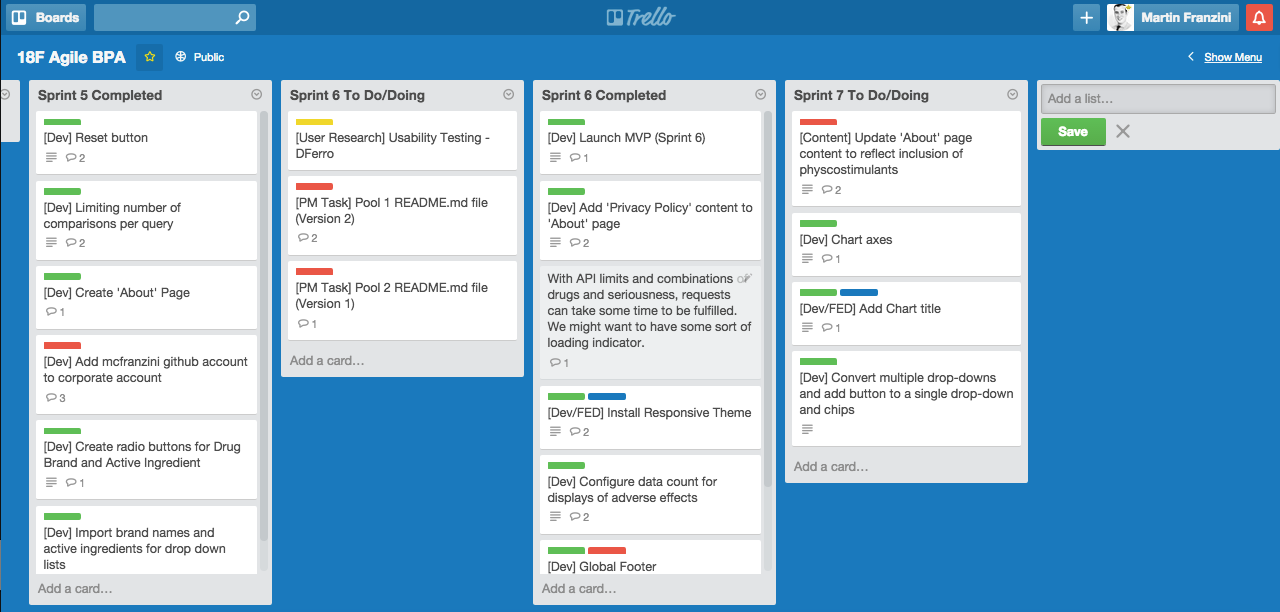 Boards
Trello
Martin Franzini
18F Agile BPA
Public
Show Menu
Sprint 5 Completed
[Dev] Reset button
2
[Dev] Limiting number of
comparisons per query
2
[Dev] Create 'About' Page
1
[Dev] Add mcfranzini github account
to corporate account
3
[Dev] Create radio buttons for Drug
Brand and Active Ingredient
1
[Dev] Import brand names and
active ingredients for drop down
lists
Add a card…
Sprint 6 To Do/Doing
[User Research] Usability Testing -
DFerro
[PM Task] Pool 1 README.md file
(Version 2)
2
[PM Task] Pool 2 README.md file
(Version 1)
1
Add a card…
Sprint 6 Completed
[Dev] Launch MVP (Sprint 6)
1
[Dev] Add 'Privacy Policy' content to
'About' page
2
With API limits and combinations of
drugs and seriousness, requests
can take some time to be fulfilled.
We might want to have some sort of
loading indicator.
1
[Dev/FED] Install Responsive Theme
2
[Dev] Configure data count for
displays of adverse effects
2
[Dev] Global Footer
Add a card…
Sprint 7 To Do/Doing
[Content] Update 'About' page
content to reflect inclusion of
physcostimulants
2
[Dev] Chart axes
1
[Dev/FED] Add Chart title
1
[Dev] Convert multiple drop-downs
and add button to a single drop-down
and chips
Add a card…
Add a list…
Save